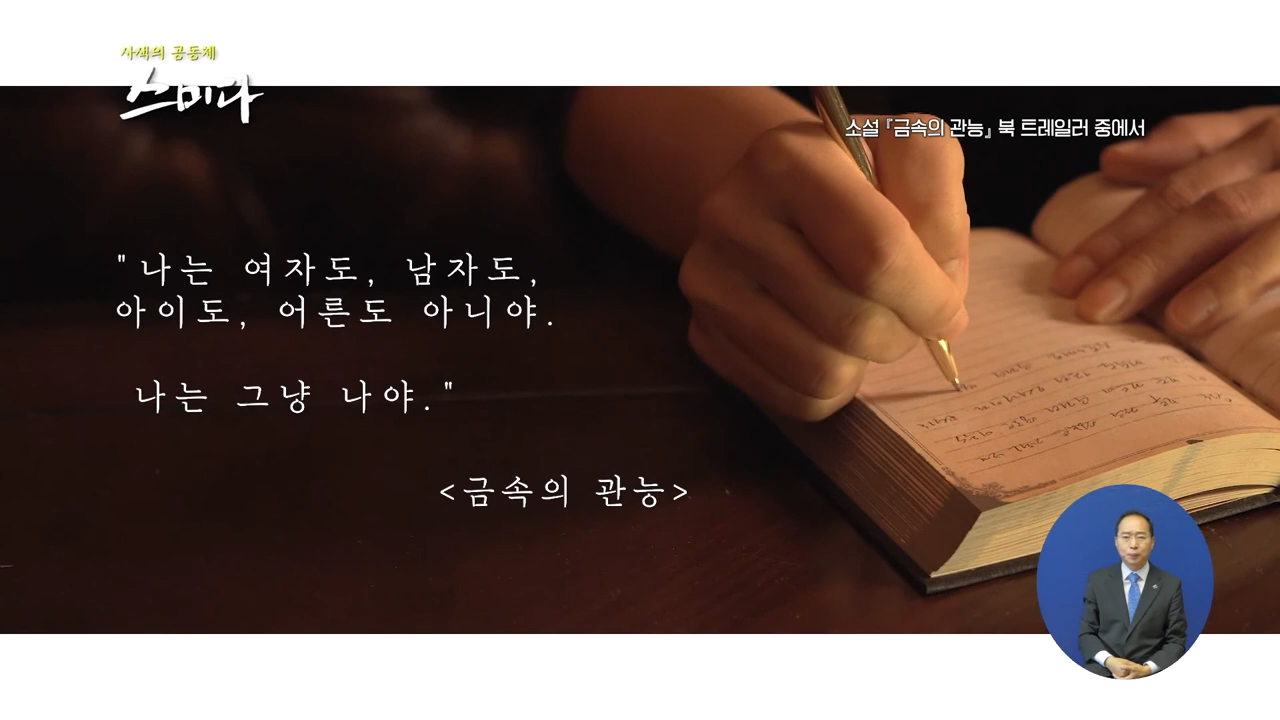 사색의 공동체
스미다
소설 『금속의 관능』 북 트레일러 중에서
"나는 여자도, 남자도,
아이도, 어른도 아니야.
나는 그냥 나야."
<금속의 관능>